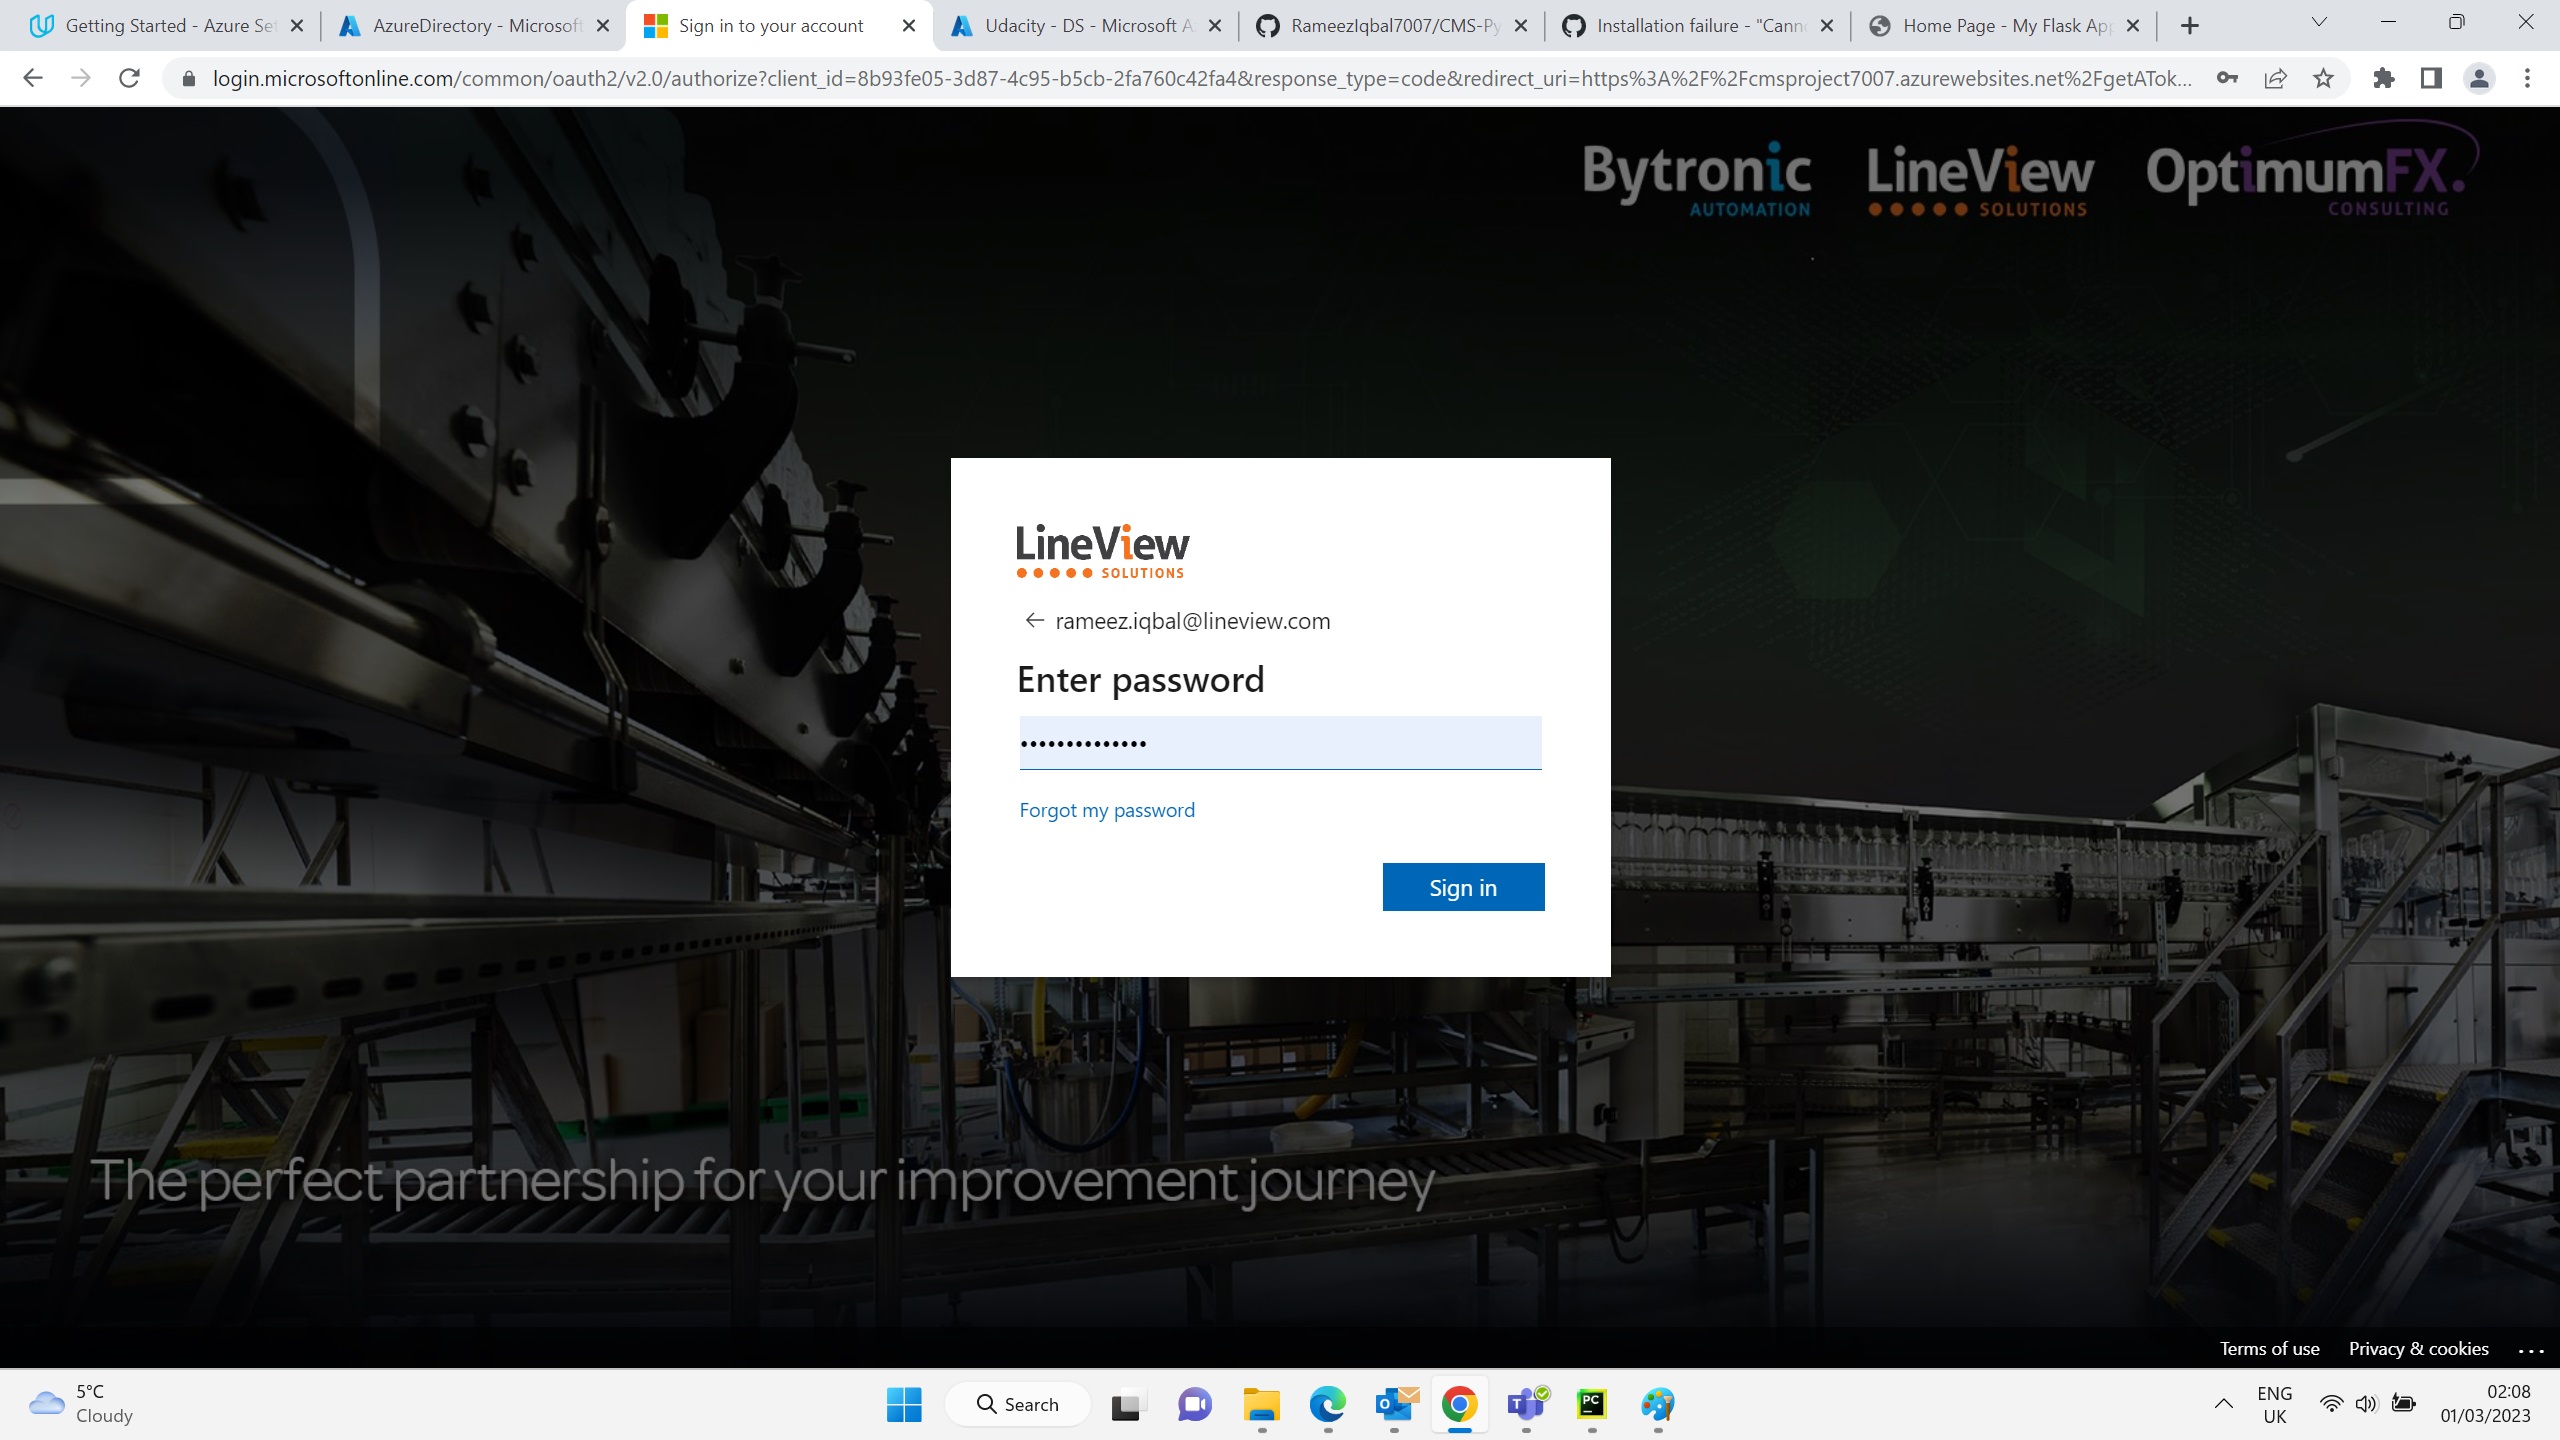 Getting Started - Azure Set
AzureDirectory - Microsoft
Sign in to your account
Udacity - DS - Microsoft A
RameezIqbal7007/CMS-Py
Installation failure - "Cann
Home Page - My Flask App
login.microsoftonline.com/common/oauth2/v2.0/authorize?client_id=8b93fe05-3d87-4c95-b5cb-2fa760c42fa4&response_type=code&redirect_uri=https%3A%2F%2Fcmsproject7007.azurewebsites.net%2FgetATok...
Bytronic
AUTOMATION
LineView
SOLUTIONS
OptimumFX.
CONSULTING
LineView
SOLUTIONS
rameez.iqbal@lineview.com
Enter password
Forgot my password
Sign in
The perfect partnership for your improvement journey
Terms of use
Privacy & cookies
5°C
Cloudy
Search
ENG
UK
02:08
01/03/2023